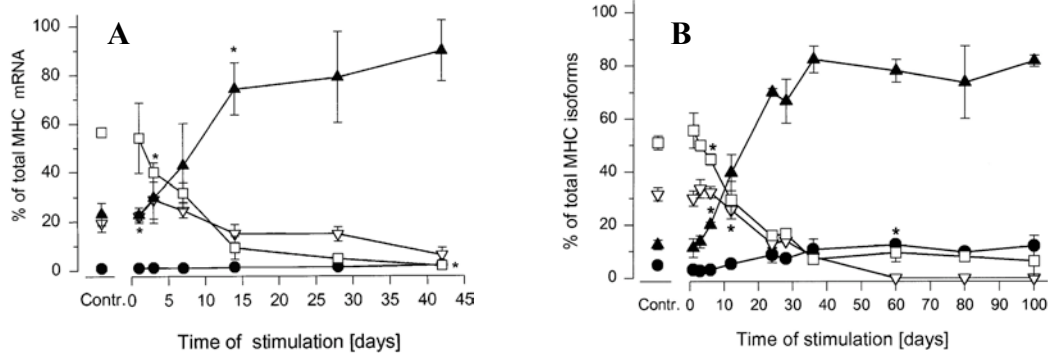 A
100
80
60
40
20
0
% of total MHC mRNA
*
*
*
*
Contr. 0 5 10 15 20 25 30 35 40 45
Time of stimulation [days]
B
100
80
60
40
20
0
% of total MHC isoforms
*
*
*
*
Contr. 0 10 20 30 40 50 60 70 80 90 100
Time of stimulation [days]